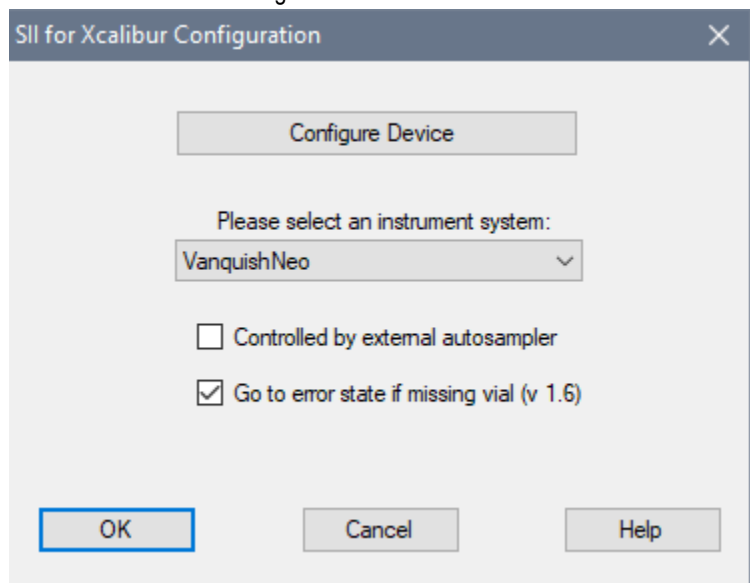 SII for Xcalibur Configuration
Configure Device
Please select an instrument system:
VanquishNeo
Controlled by external autosampler
Go to error state if missing vial (v 1.6)
OK Cancel Help